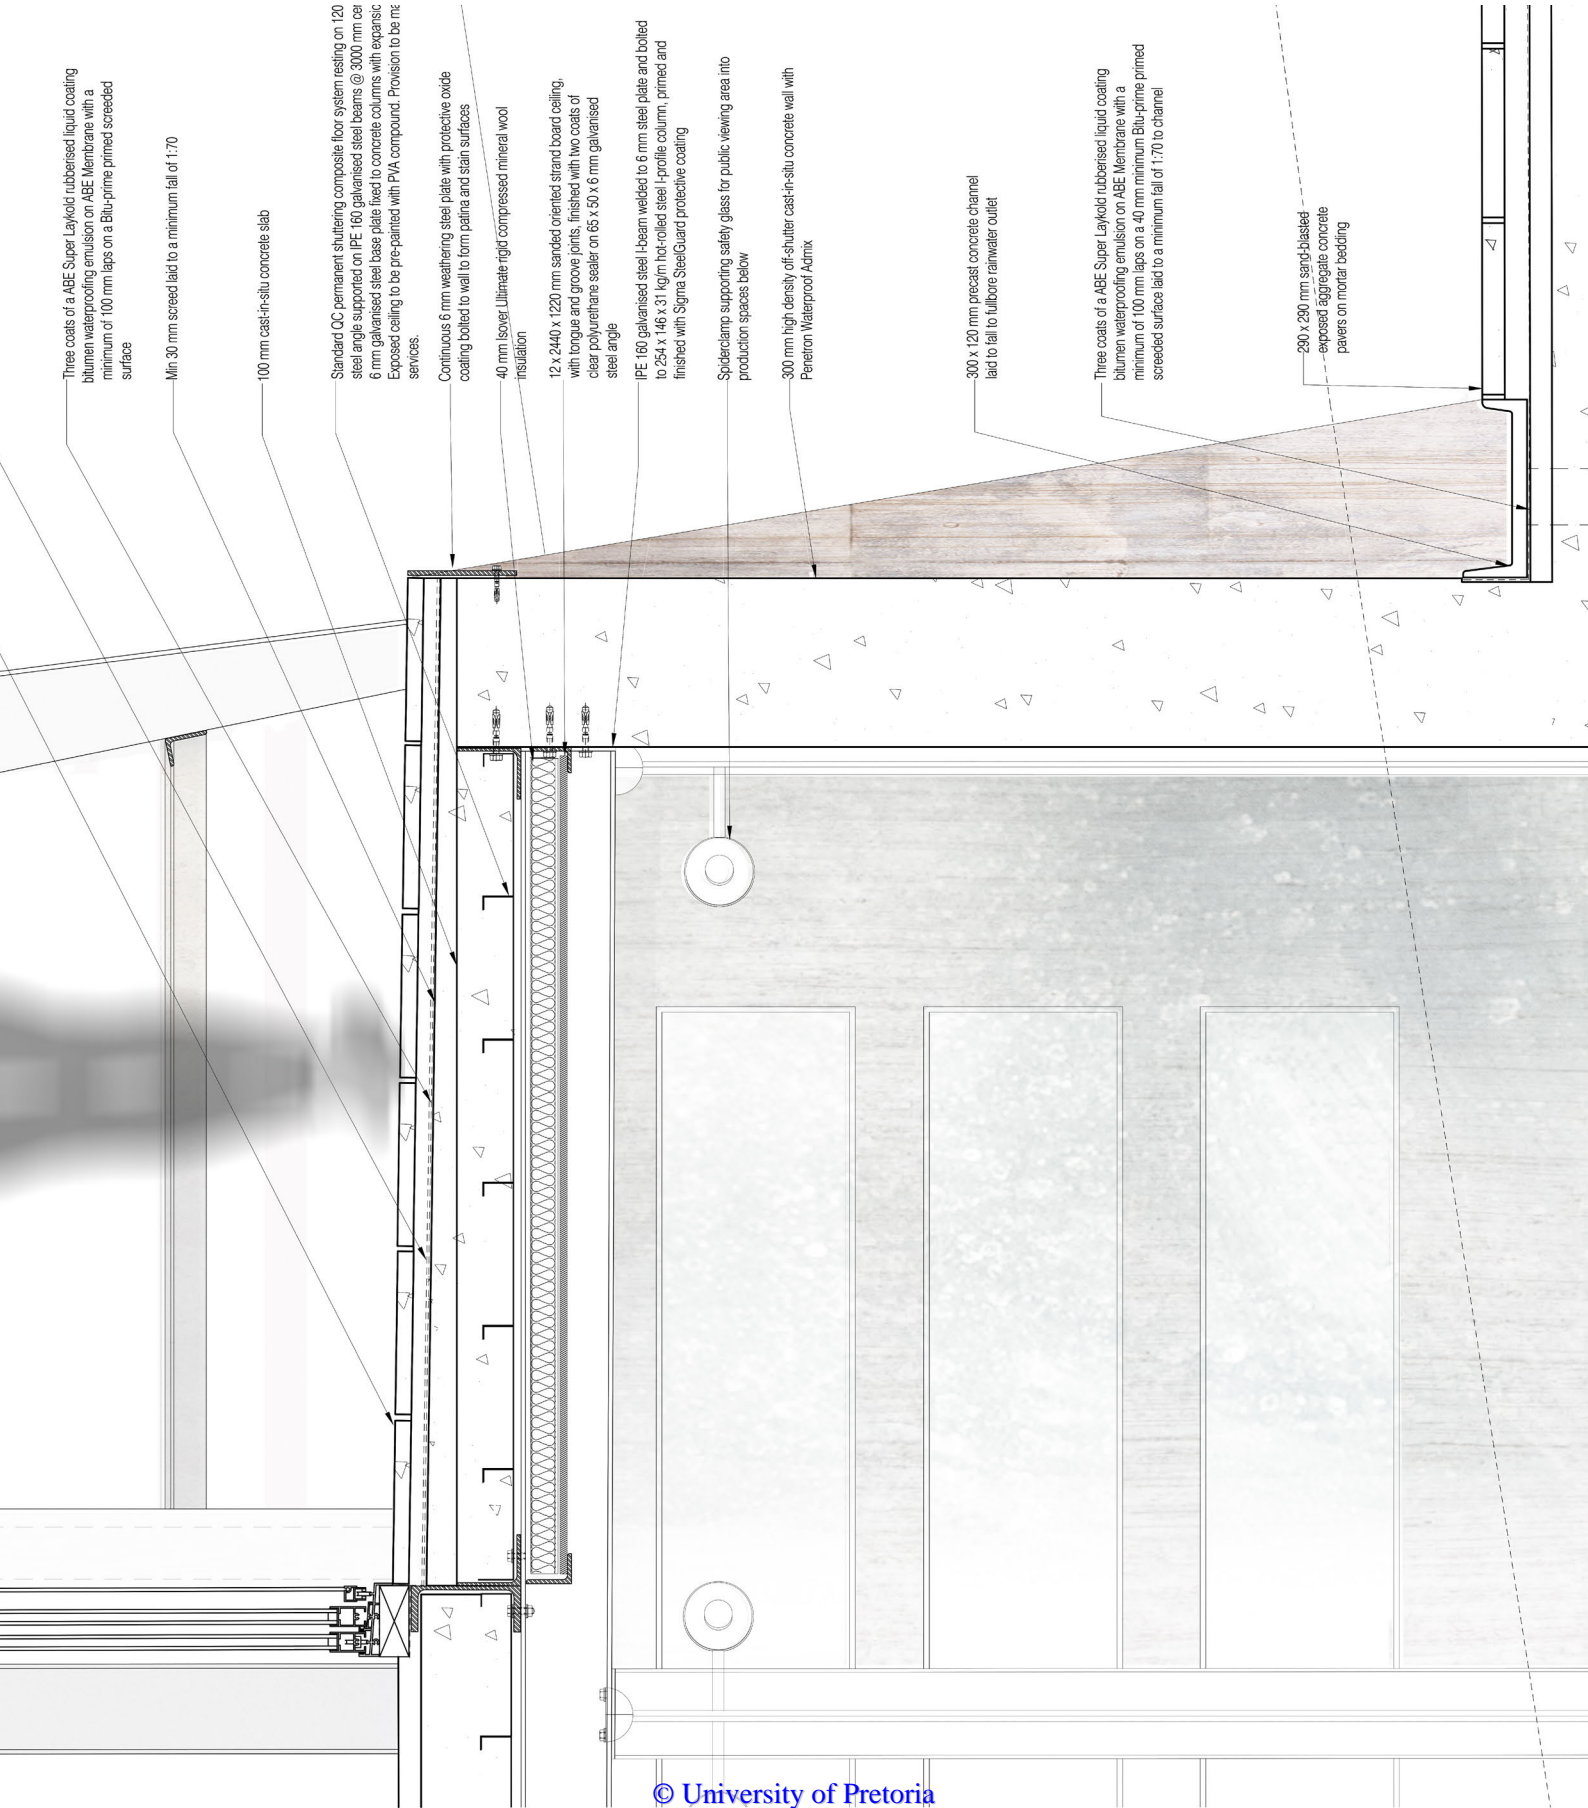 Three coats of a ABE Super Laykold rubberised liquid coating
bitumen waterproofing emulsion on ABE Membrane with a
minimum of 100 mm laps on a Bitu-prime primed screeded
surface
Min 30 mm screed laid to a minimum fall of 1:70
100 mm cast-in-situ concrete slab
Standard QC permanent shuttering composite floor system resting on 120
steel angle supported on IPE 160 galvanised steel beams @ 3000 mm
6 mm galvanised steel base plate fixed to concrete columns with
Exposed ceiling to be pre-painted with PVA compound. Provision to be
services.
Continuous 6 mm weathering steel plate with protective oxide
coating bolted to wall to form patina and stain surfaces
40 mm Isover Ultimate rigid compressed mineral wool
insulation
12 x 2440 x 1220 mm sanded oriented strand board ceiling,
with tongue and groove joints, finished with two coats of
clear polyurethane sealer on 65 x 50 x 6 mm galvanised
steel angle
IPE 160 galvanised steel I-beam welded to 6 mm steel plate and bolted
to 254 x 146 x 31 kg/m hot-rolled steel I-profile column, primed and
finished with Sigma SteelGuard protective coating
Spiderclamp supporting safety glass for public viewing area into
production spaces below
300 mm high density off-shutter cast-in-situ concrete wall with
Penetron Waterproof Admix
300 x 120 mm precast concrete channel
laid to fall to fullbore rainwater outlet
Three coats of a ABE Super Laykold rubberised liquid coating
bitumen waterproofing emulsion on ABE Membrane with a
minimum of 100 mm laps on a 40 mm minimum Bitu-prime primed
screeded surface laid to a minimum fall of 1:70 to channel
290 x 290 mm sand-blasted
exposed aggregate concrete
pavers on mortar bedding
© University of Pretoria